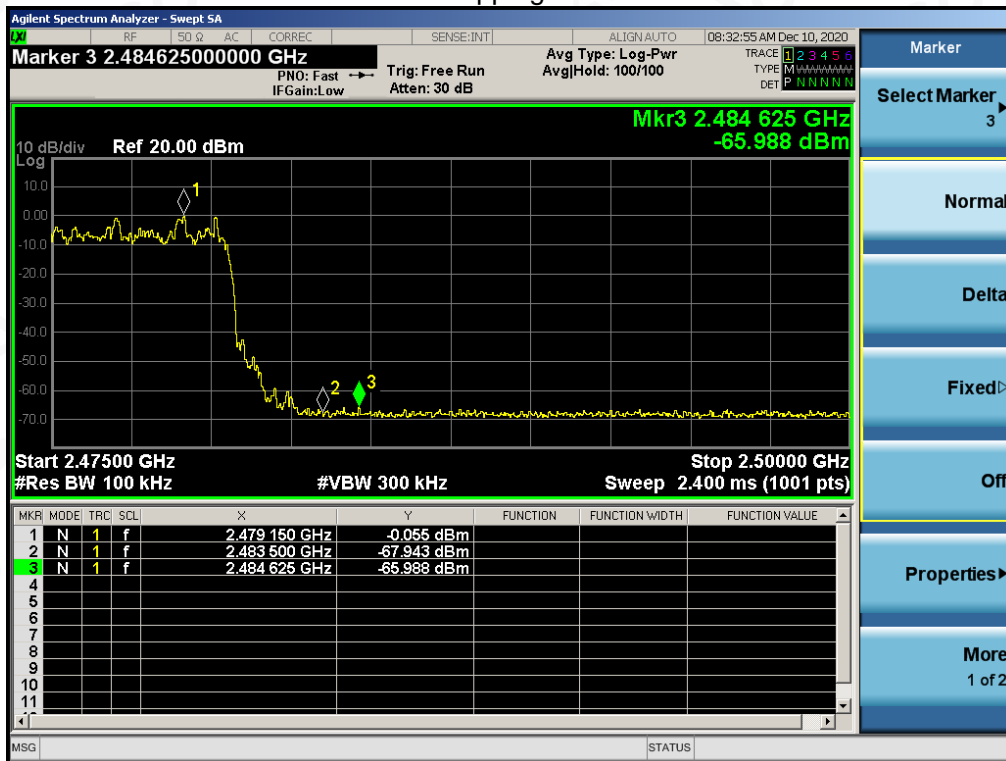 pping
Agilent Spectrum Analyzer - Swept SA
LXI RF 50 Ω AC CORREC SENSE:INT ALIGN AUTO 08:32:55 AM Dec 10, 2020
Marker 3 2.484625000000 GHz
PNO: Fast
IFGain:Low
Trig: Free Run
Atten: 30 dB
Avg Type: Log-Pwr
Avg|Hold: 100/100
TRACE 1 2 3 4 5 6
TYPE M
DET P N N N N N
Mkr3 2.484 625 GHz
-65.988 dBm
10 dB/div Ref 20.00 dBm
Log
10.0
0.00
-10.0
-20.0
-30.0
-40.0
-50.0
-60.0
-70.0
1
2
3
Start 2.47500 GHz Stop 2.50000 GHz
#Res BW 100 kHz #VBW 300 kHz Sweep 2.400 ms (1001 pts)
MKR MODE TRC SCL X Y FUNCTION FUNCTION WIDTH FUNCTION VALUE
1 N 1 f 2.479 150 GHz -0.055 dBm
2 N 1 f 2.483 500 GHz -67.943 dBm
3 N 1 f 2.484 625 GHz -65.988 dBm
4
5
6
7
8
9
10
11
MSG STATUS
Marker
Select Marker
3
Normal
Delta
Fixed
Off
Properties
More
1 of 2